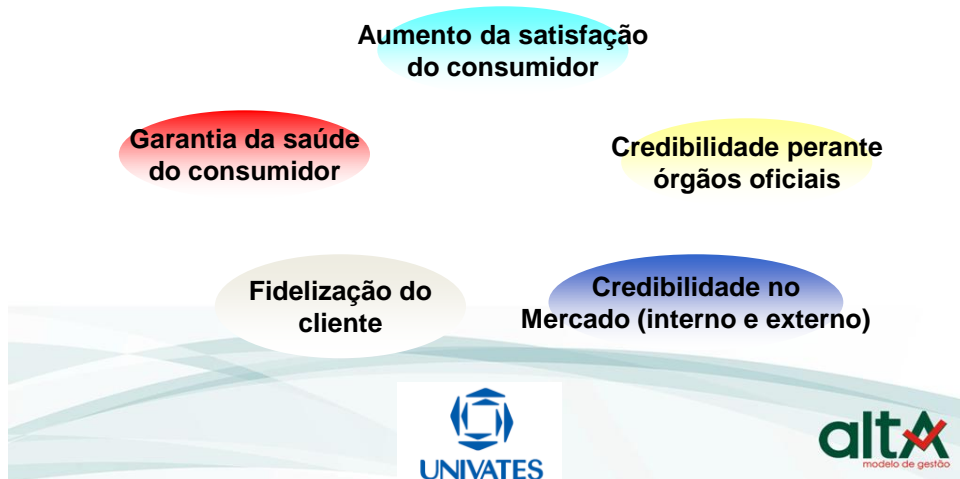 Aumento da satisfação
do consumidor
Garantia da saúde
do consumidor
Credibilidade perante
órgãos oficiais
Fidelização do
cliente
Credibilidade no
Mercado (interno e externo)
UNIVATES
altA
modelo de gestão